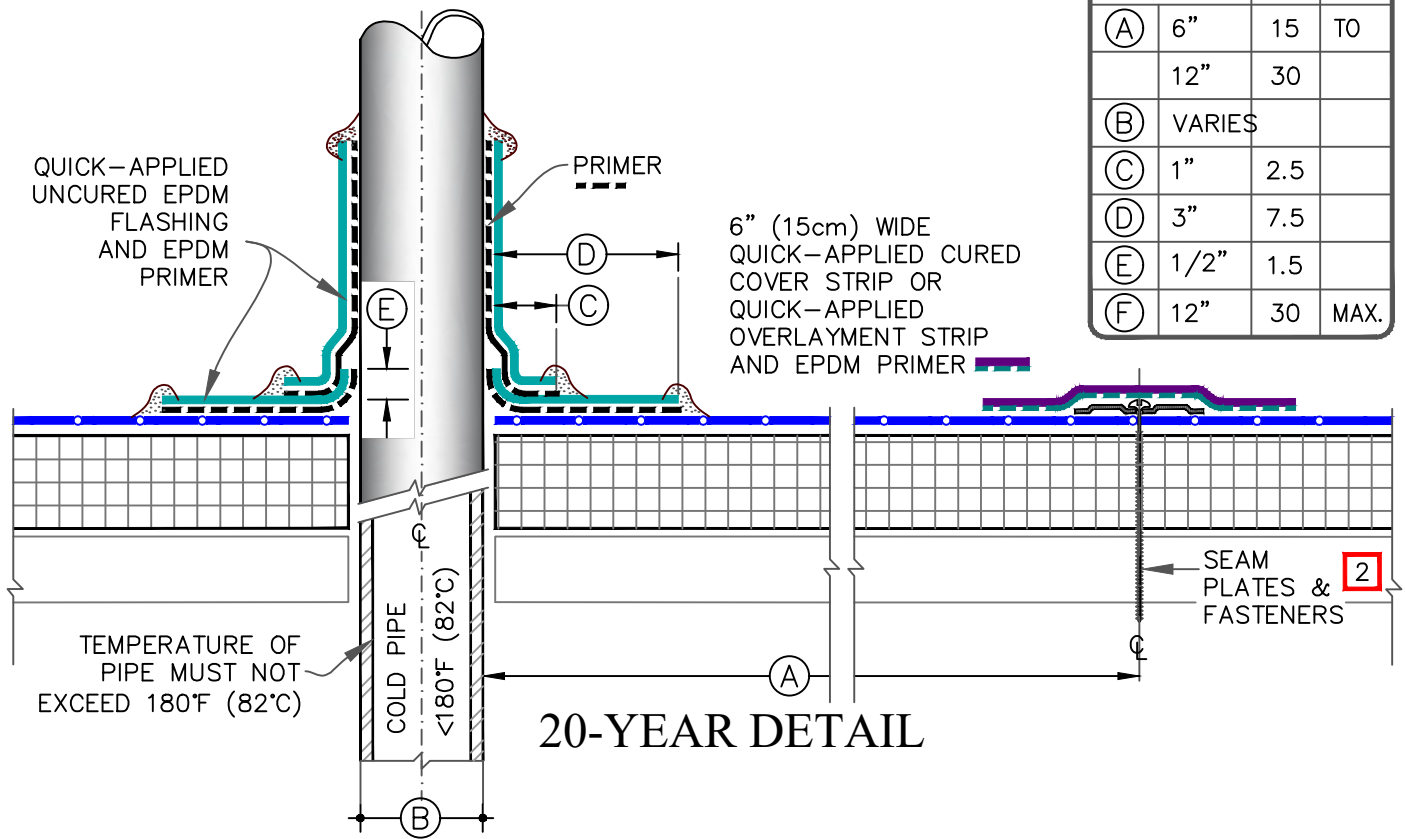 QUICK-APPLIED
UNCURED EPDM
FLASHING
AND EPDM
PRIMER
PRIMER
D
C
E
6" (15cm) WIDE
QUICK-APPLIED CURED
COVER STRIP OR
QUICK-APPLIED
OVERLAYMENT STRIP
AND EPDM PRIMER
A 6" 15 TO
12" 30
B VARIES
C 1" 2.5
D 3" 7.5
E 1/2" 1.5
F 12" 30 MAX.
℄
SEAM
PLATES & 2
FASTENERS
℄
TEMPERATURE OF
PIPE MUST NOT
EXCEED 180°F (82°C)
COLD PIPE
<180°F (82°C)
A
20-YEAR DETAIL
B